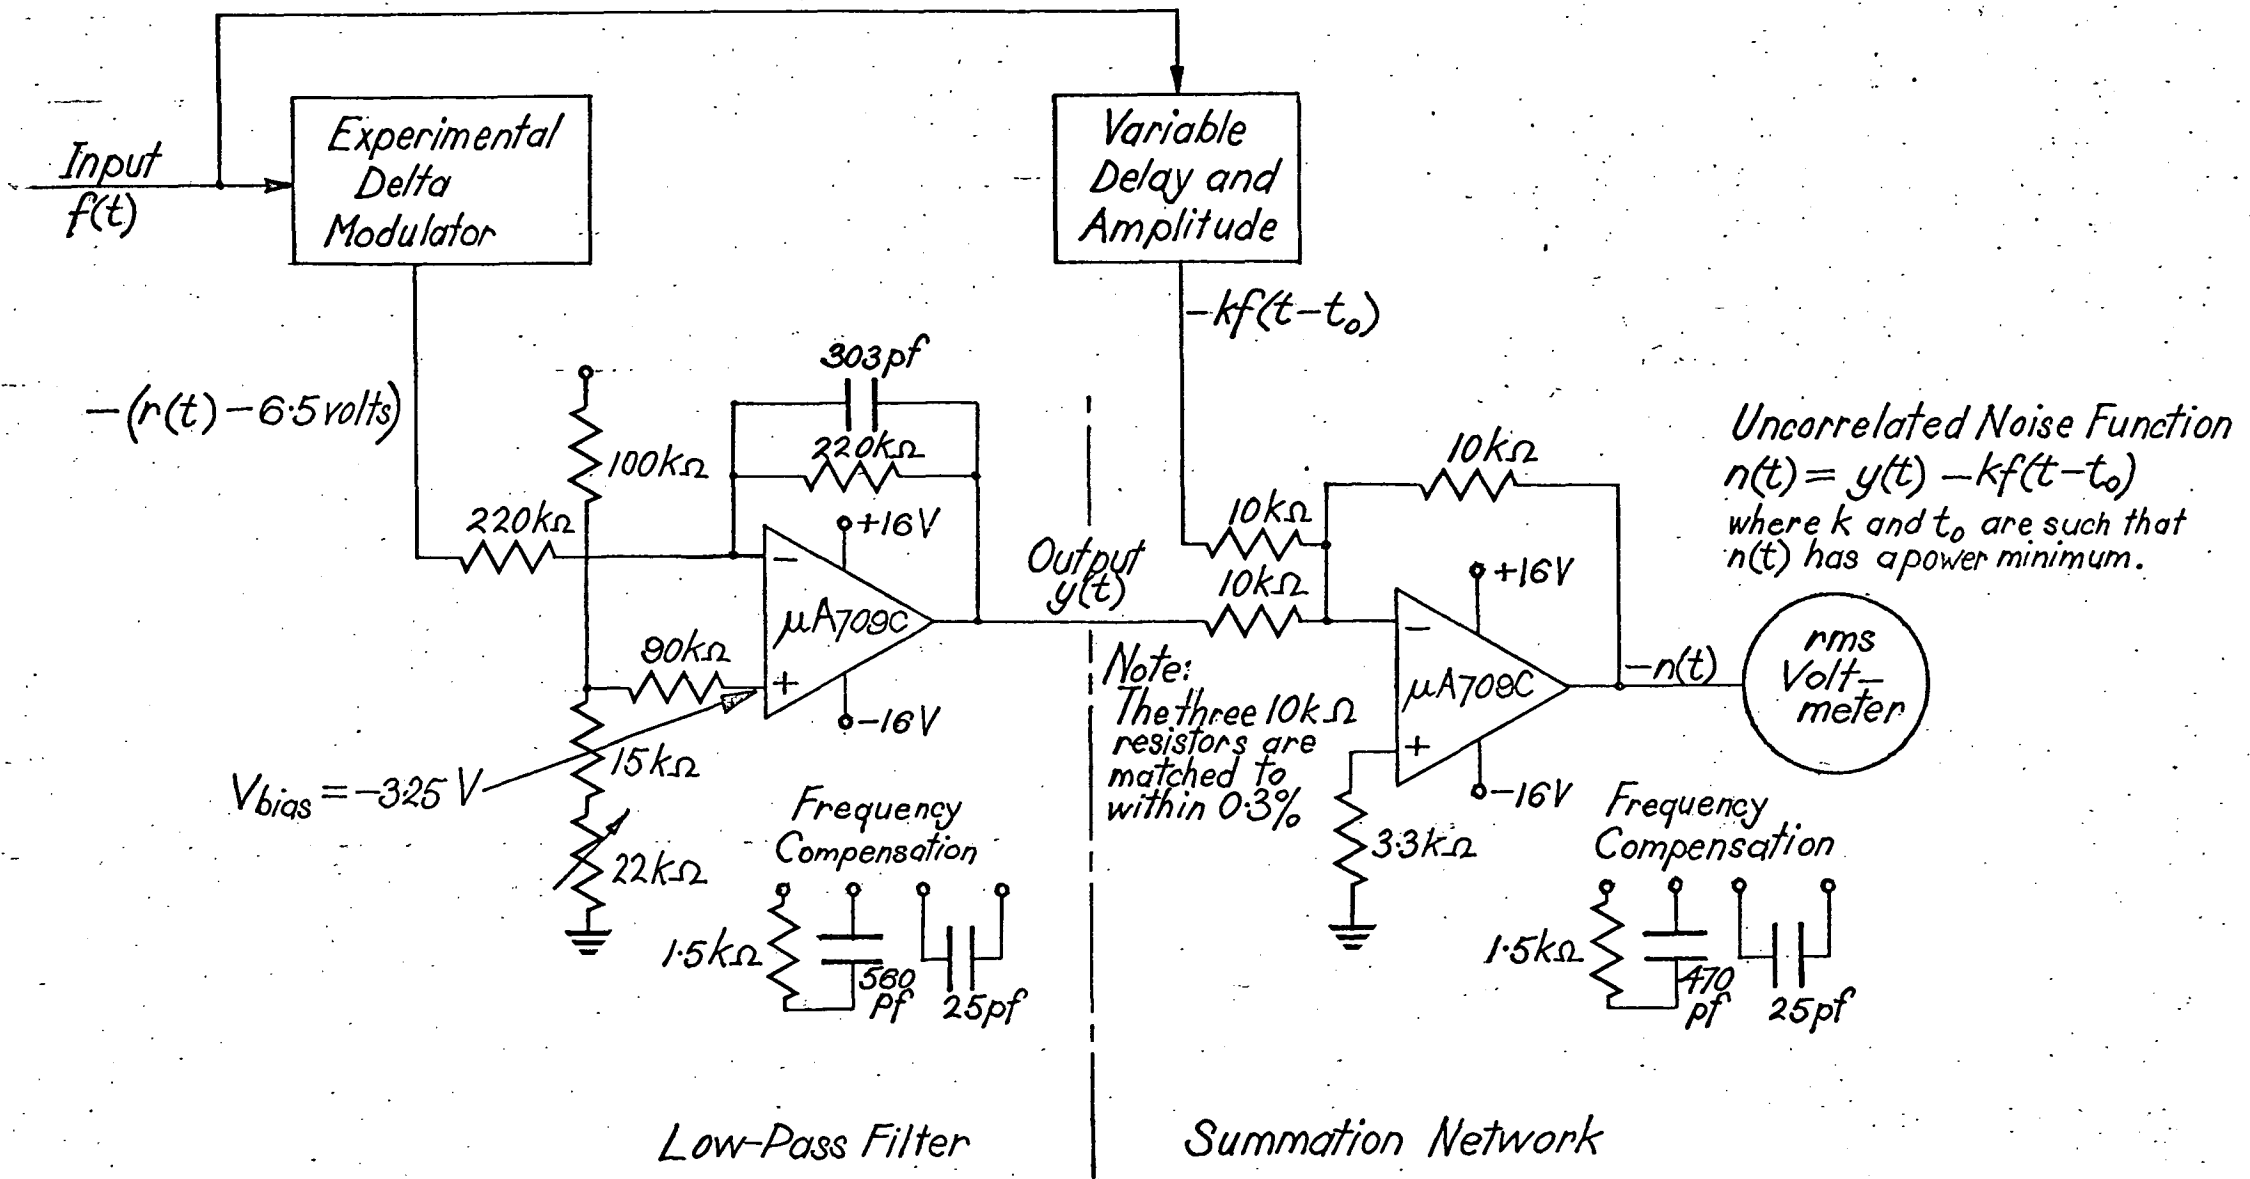 Input
f(t)
Experimental
Delta
Modulator
Variable
Delay and
Amplitude
-kf(t-t₀)
-(r(t)-6·5 volts)
303pf
220kΩ
100kΩ
220kΩ
+16V
-
μA709C
+
-16V
90kΩ
15kΩ
Vbias = -3.25 V
22kΩ
Output
y(t)
10kΩ
10kΩ
10kΩ
+16V
-
μA709C
+
-16V
3·3kΩ
-n(t)
rms
Volt-
meter
Uncorrelated Noise Function
n(t) = y(t) - kf(t-t₀)
where k and t₀ are such that
n(t) has a power minimum.
Note:
The three 10kΩ
resistors are
matched to
within 0·3%
Frequency
Compensation
1·5kΩ
560
pf
25pf
Frequency
Compensation
1·5kΩ
470
pf
25pf
Low-Pass Filter
Summation Network